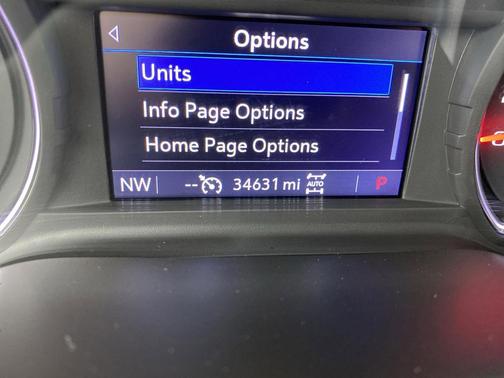 Options
Units
Info Page Options
Home Page Options
NW -- 34631 mi AUTO P